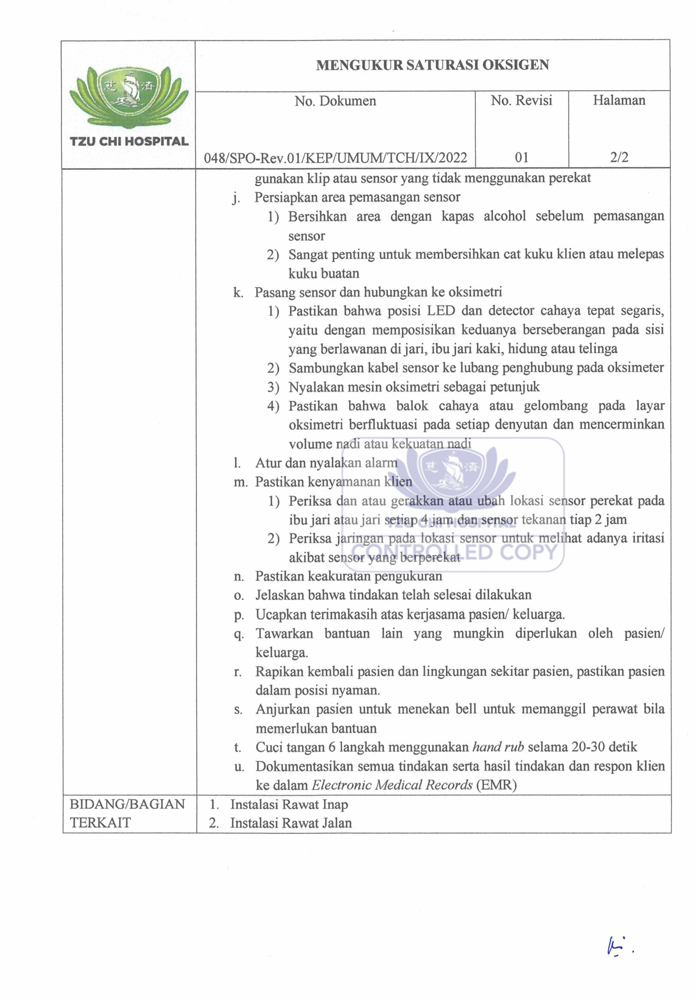 慈 濟
TZU CHI HOSPITAL
MENGUKUR SATURASI OKSIGEN
No. Dokumen
No. Revisi
Halaman
048/SPO-Rev.01/KEP/UMUM/TCH/IX/2022
01
2/2
gunakan klip atau sensor yang tidak menggunakan perekat
j. Persiapkan area pemasangan sensor
1) Bersihkan area dengan kapas alcohol sebelum pemasangan
sensor
2) Sangat penting untuk membersihkan cat kuku klien atau melepas
kuku buatan
k. Pasang sensor dan hubungkan ke oksimetri
1) Pastikan bahwa posisi LED dan detector cahaya tepat segaris,
yaitu dengan memposisikan keduanya berseberangan pada sisi
yang berlawanan di jari, ibu jari kaki, hidung atau telinga
2) Sambungkan kabel sensor ke lubang penghubung pada oksimeter
3) Nyalakan mesin oksimetri sebagai petunjuk
4) Pastikan bahwa balok cahaya atau gelombang pada layar
oksimetri berfluktuasi pada setiap denyutan dan mencerminkan
volume nadi atau kekuatan nadi
l. Atur dan nyalakan alarm
m. Pastikan kenyamanan klien
1) Periksa dan atau gerakkan atau ubah lokasi sensor perekat pada
ibu jari atau jari setiap 4 jam dan sensor tekanan tiap 2 jam
2) Periksa jaringan pada lokasi sensor untuk melihat adanya iritasi
akibat sensor yang berperekat
慈 濟
TZU CHI HOSPITAL
CONTROLLED COPY
n. Pastikan keakuratan pengukuran
o. Jelaskan bahwa tindakan telah selesai dilakukan
p. Ucapkan terimakasih atas kerjasama pasien/ keluarga.
q. Tawarkan bantuan lain yang mungkin diperlukan oleh pasien/
keluarga.
r. Rapikan kembali pasien dan lingkungan sekitar pasien, pastikan pasien
dalam posisi nyaman.
s. Anjurkan pasien untuk menekan bell untuk memanggil perawat bila
memerlukan bantuan
t. Cuci tangan 6 langkah menggunakan hand rub selama 20-30 detik
u. Dokumentasikan semua tindakan serta hasil tindakan dan respon klien
ke dalam Electronic Medical Records (EMR)
BIDANG/BAGIAN
TERKAIT
1. Instalasi Rawat Inap
2. Instalasi Rawat Jalan